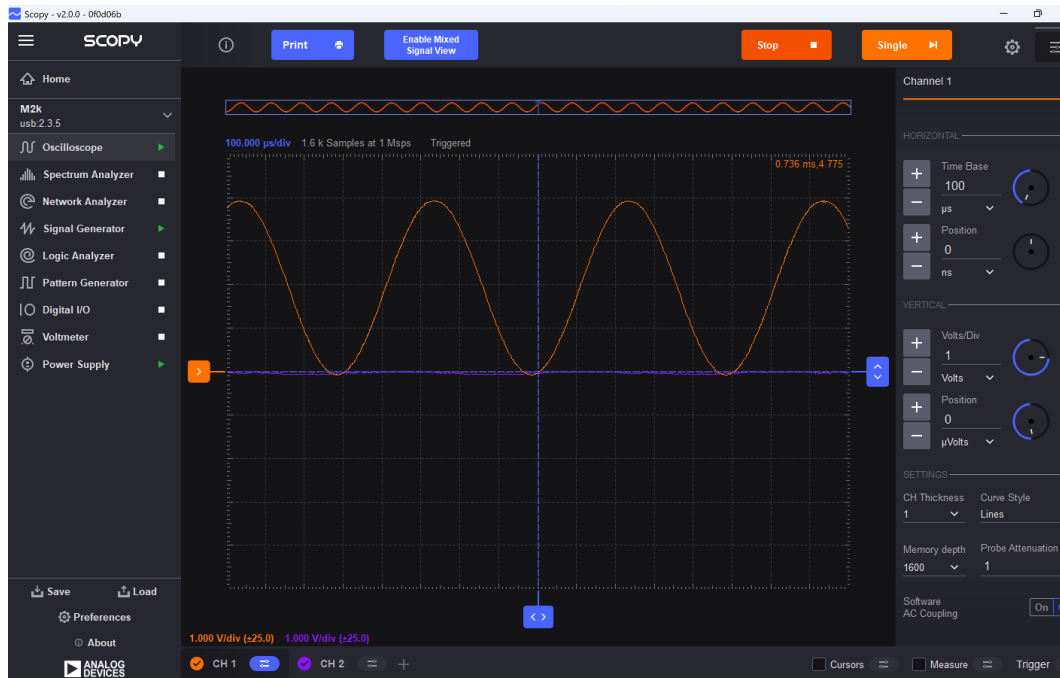 Scopy - v2.0.0 - 0f0d06b
SCOPY
Print
Enable Mixed
Signal View
Stop
Single
Home
M2k
usb:2.3.5
Oscilloscope
Spectrum Analyzer
Network Analyzer
Signal Generator
Logic Analyzer
Pattern Generator
Digital I/O
Voltmeter
Power Supply
Save
Load
Preferences
About
ANALOG
DEVICES
100.000 µs/div 1.6 k Samples at 1 Msps Triggered
0.736 ms,4.775
1.000 V/div (±25.0) 1.000 V/div (±25.0)
CH 1
CH 2
Cursors
Measure
Trigger
Channel 1
HORIZONTAL
Time Base
100
µs
Position
0
ns
VERTICAL
Volts/Div
1
Volts
Position
0
µVolts
SETTINGS
CH Thickness Curve Style
1 Lines
Memory depth Probe Attenuation
1600 1
Software
AC Coupling
On